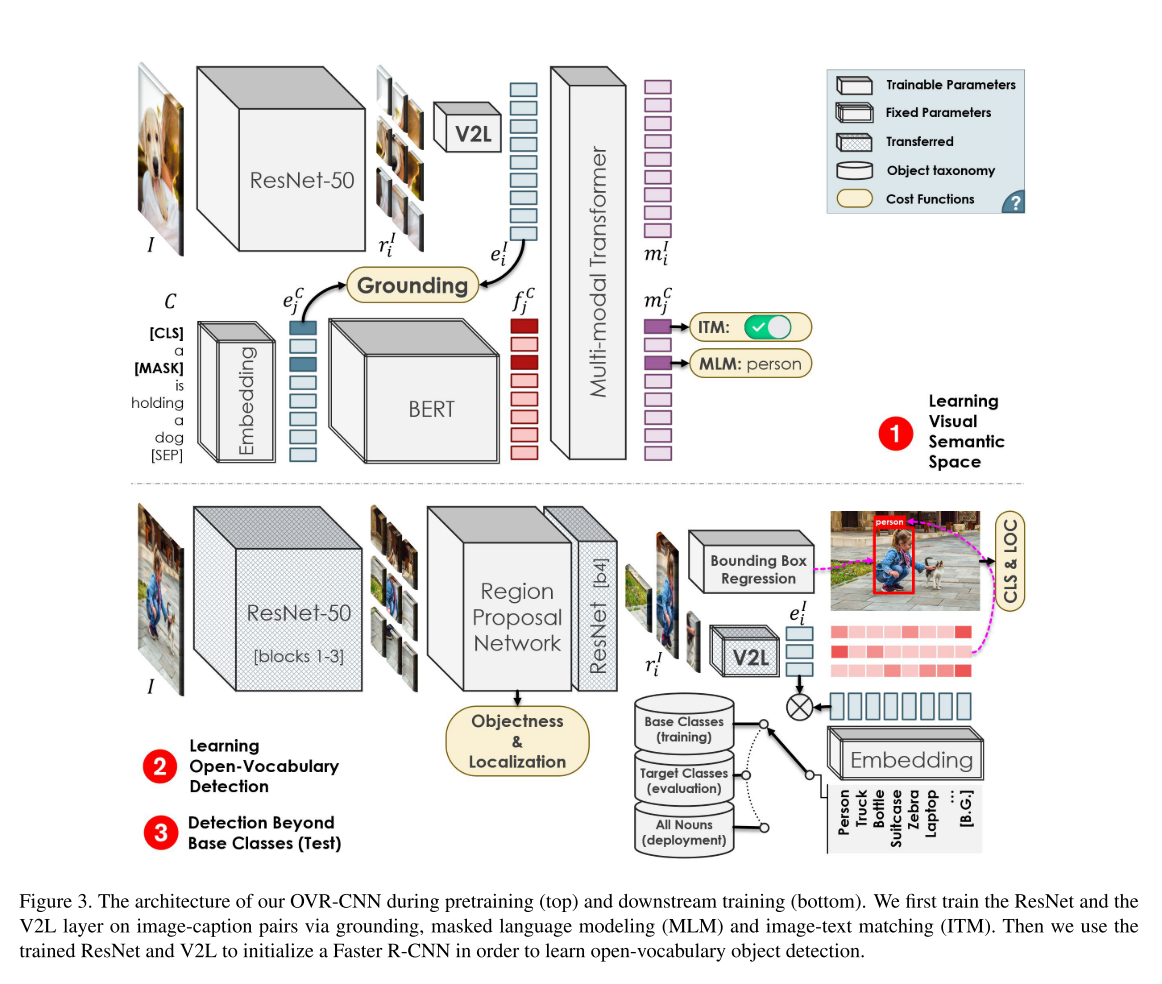 I
ResNet-50
r_i^I
V2L
e_i^I
Multi-modal Transformer
m_i^I
Trainable Parameters
Fixed Parameters
Transferred
Object taxonomy
Cost Functions
?
Grounding
C
e_j^C
f_j^C
m_j^C
[CLS]
a
[MASK]
is
holding
a
dog
[SEP]
Embedding
BERT
ITM:
MLM: person
1
Learning
Visual
Semantic
Space
I
ResNet-50
[blocks 1-3]
Region
Proposal
Network
ResNet [b4]
Objectness
&
Localization
r_i^I
Bounding Box
Regression
person
CLS & LOC
V2L
e_i^I
Base Classes
(training)
Target Classes
(evaluation)
All Nouns
(deployment)
Embedding
Person
Truck
Bottle
Suitcase
Zebra
Laptop
...
[B.G.]
2
Learning
Open-Vocabulary
Detection
3
Detection Beyond
Base Classes (Test)
Figure 3. The architecture of our OVR-CNN during pretraining (top) and downstream training (bottom). We first train the ResNet and the
V2L layer on image-caption pairs via grounding, masked language modeling (MLM) and image-text matching (ITM). Then we use the
trained ResNet and V2L to initialize a Faster R-CNN in order to learn open-vocabulary object detection.